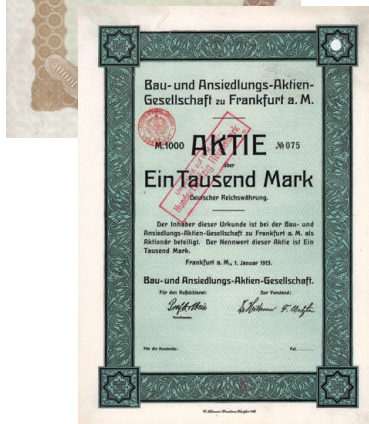 Bau- und Ansiedlungs-Aktien-
Gesellschaft zu Frankfurt a. M.
M.1000 AKTIE № 075
über
Ein Tausend Mark
Deutscher Reichswährung.
Der Inhaber dieser Urkunde ist bei der Bau- und
Ansiedlungs-Aktien-Gesellschaft zu Frankfurt a. M. als
Aktionär beteiligt. Der Nennwert dieser Aktie ist Ein
Tausend Mark.
Frankfurt a. M., 1. Januar 1913.
Bau- und Ansiedlungs-Aktien-Gesellschaft.
Für den Aufsichtsrat:
Der Vorstand:
Für die Kontrolle:
Fol.